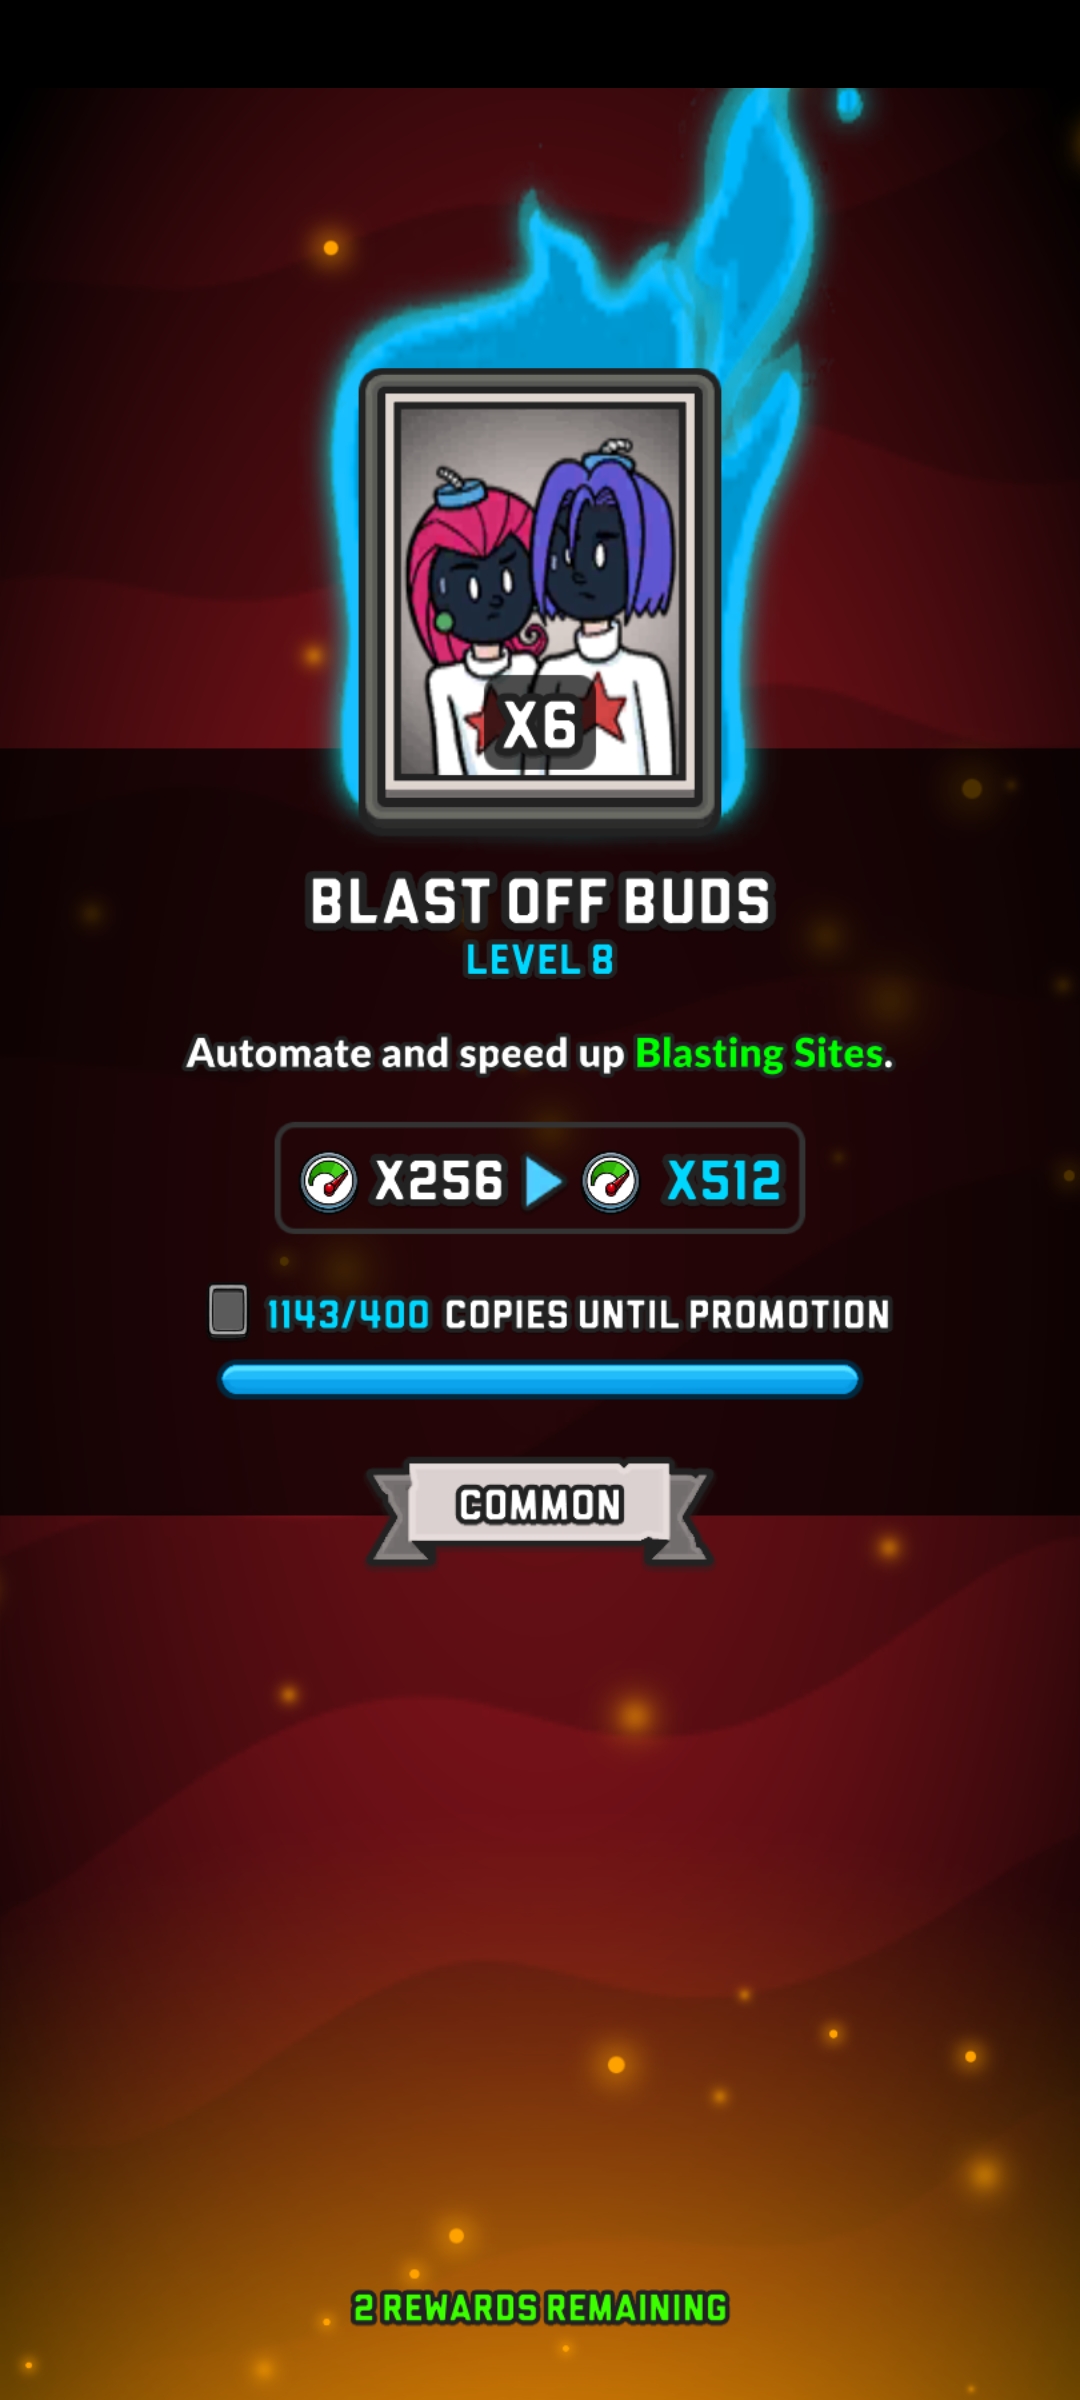 X6
BLAST OFF BUDS
LEVEL 8
Automate and speed up Blasting Sites.
X256 X512
1143/400 COPIES UNTIL PROMOTION
COMMON
2 REWARDS REMAINING